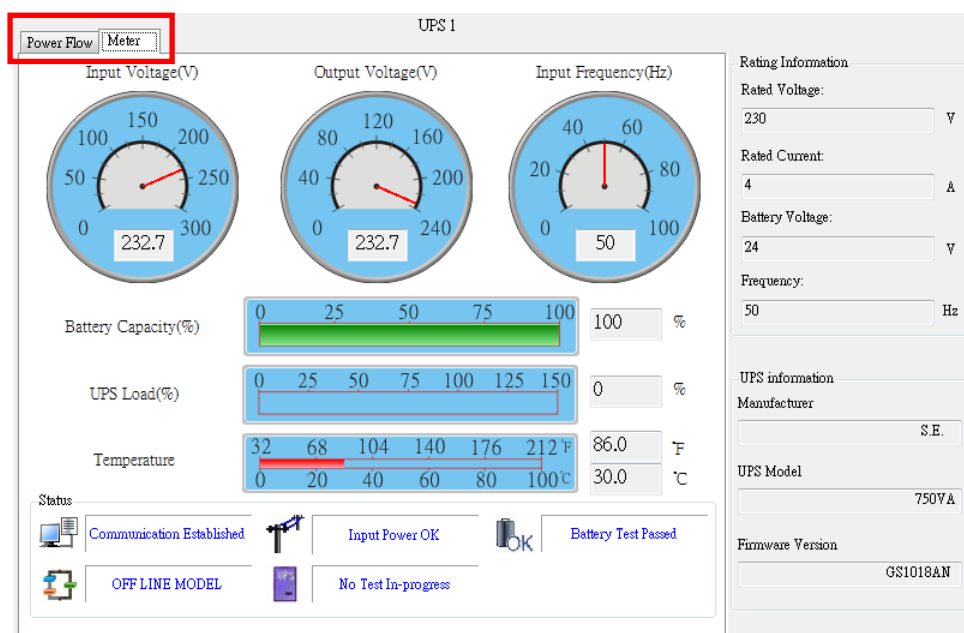 UPS 1
Power Flow Meter
Input Voltage(V)
0 50 100 150 200 250 300
232.7
Output Voltage(V)
0 40 80 120 160 200 240
232.7
Input Frequency(Hz)
0 20 40 60 80 100
50
Battery Capacity(%)
0 25 50 75 100
100 %
UPS Load(%)
0 25 50 75 100 125 150
0 %
Temperature
32 68 104 140 176 212 °F
0 20 40 60 80 100 °C
86.0 °F
30.0 °C
Status
Communication Established
Input Power OK
OK
Battery Test Passed
OFF LINE MODEL
UPS
No Test In-progress
Rating Information
Rated Voltage:
230 V
Rated Current:
4 A
Battery Voltage:
24 V
Frequency:
50 Hz
UPS information
Manufacturer
S.E.
UPS Model
750VA
Firmware Version
GS1018AN